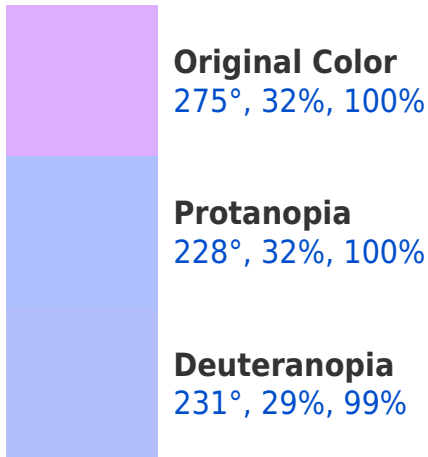 Original Color
275°, 32%, 100%
Protanopia
228°, 32%, 100%
Deuteranopia
231°, 29%, 99%